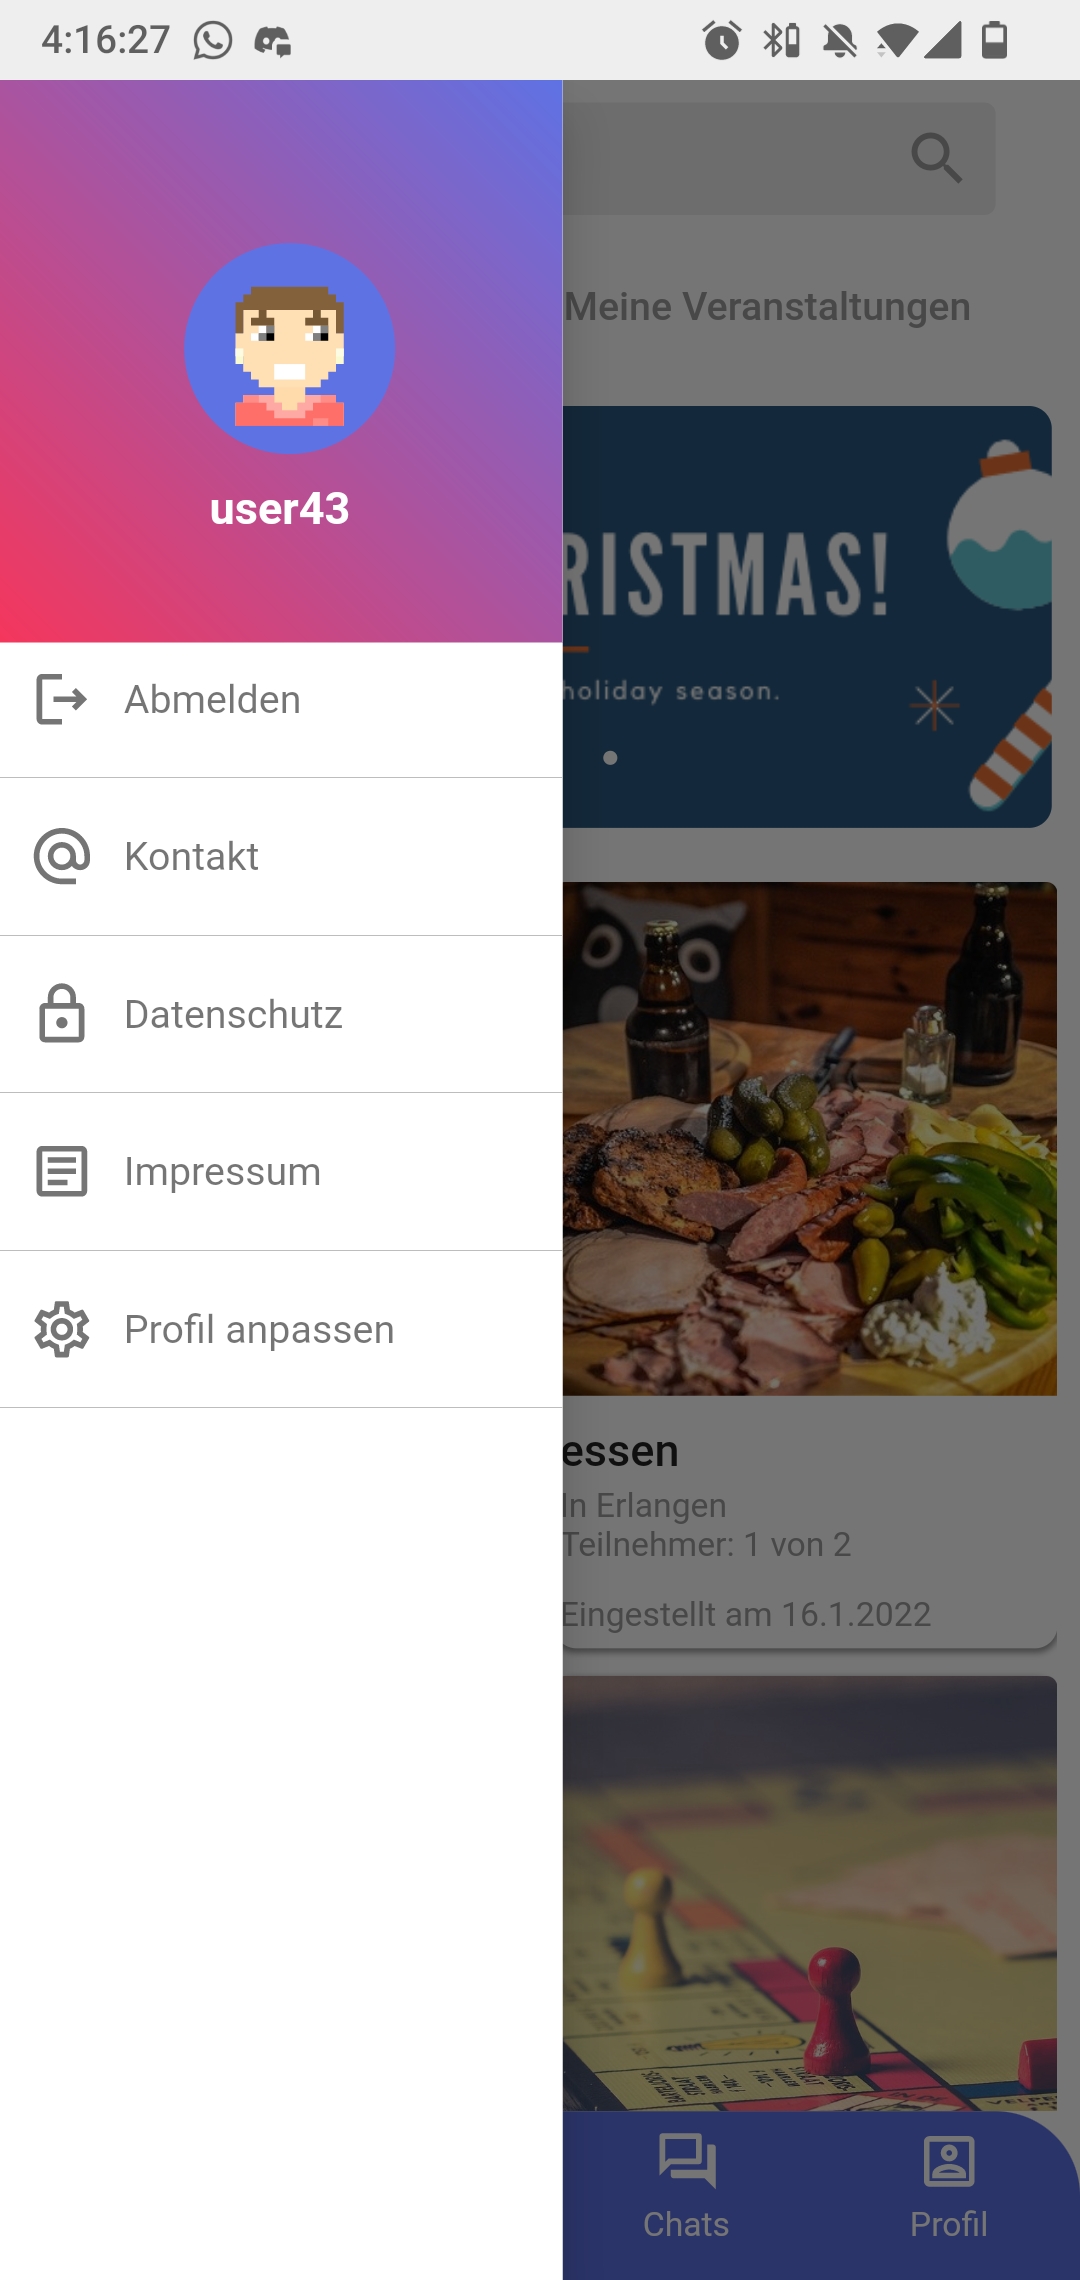 4:16:27
Meine Veranstaltungen
user43
RISTMAS!
holiday season.
Abmelden
Kontakt
Datenschutz
Impressum
Profil anpassen
essen
In Erlangen
Teilnehmer: 1 von 2
Eingestellt am 16.1.2022
Chats
Profil